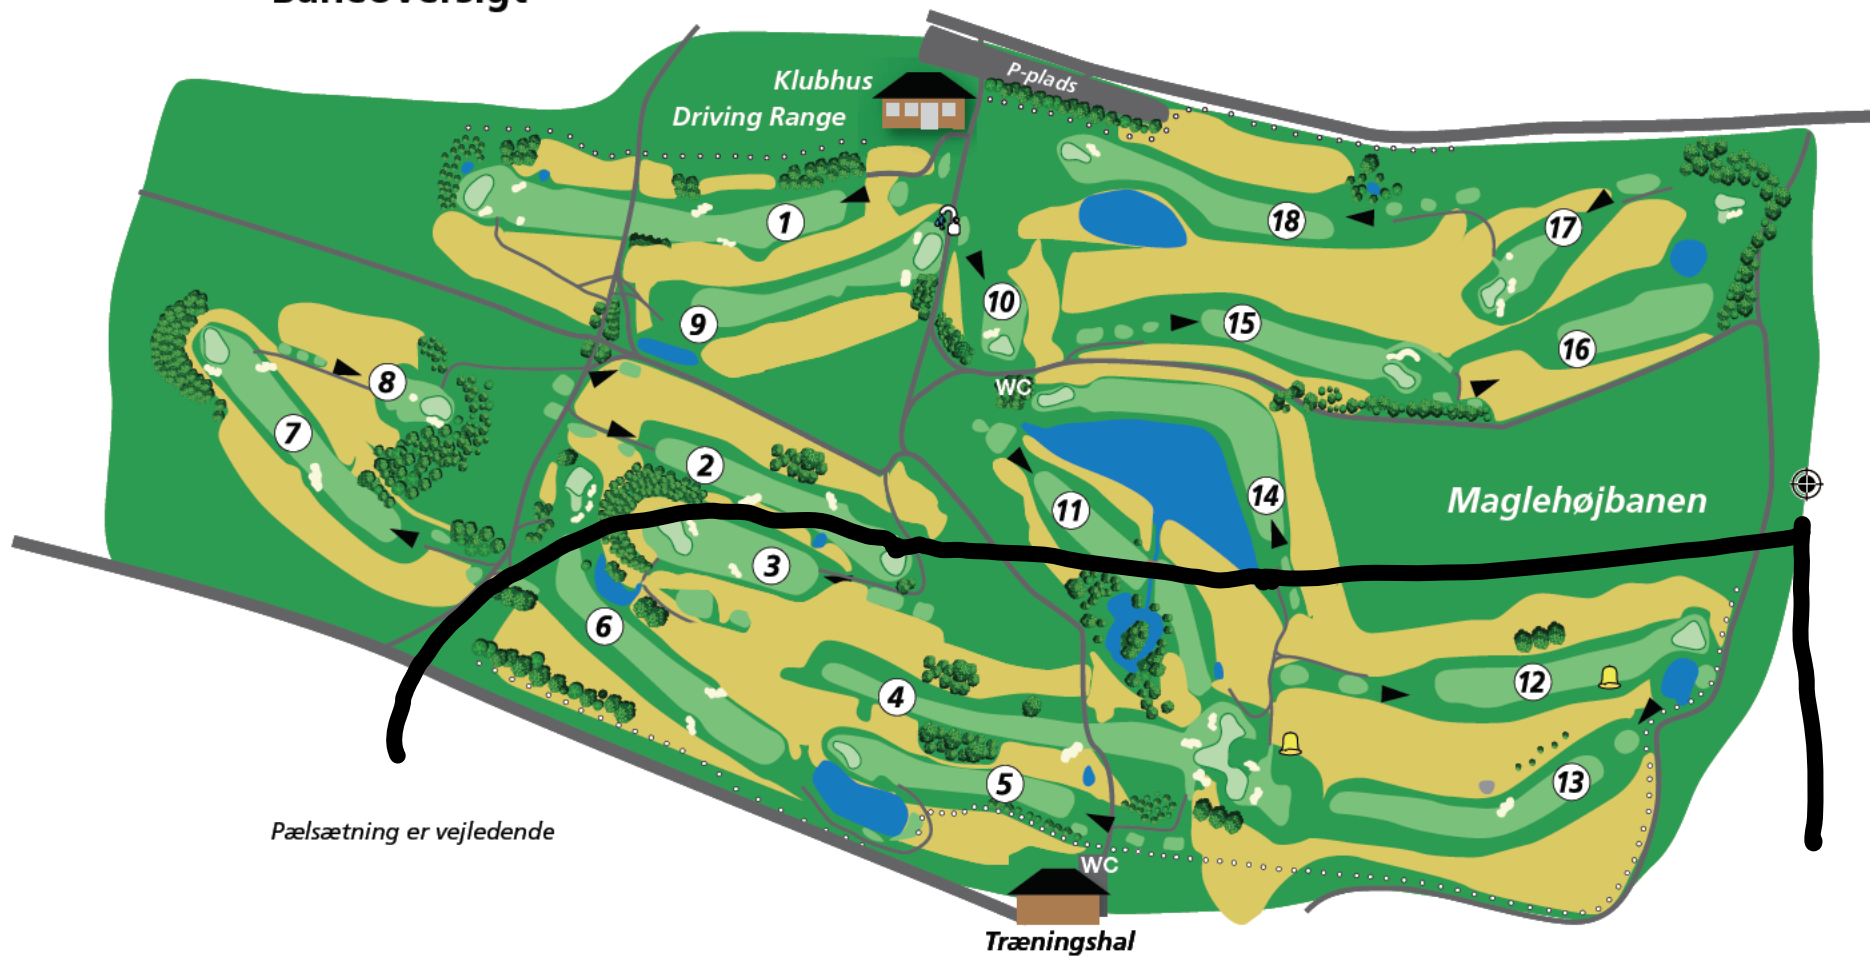 Baneoversigt
P-plads
Klubhus
Driving Range
1
18
17
10
9
15
16
8
WC
7
2
14
Maglehøjbanen
11
3
6
12
4
5
13
Pælsætning er vejledende
WC
Træningshal